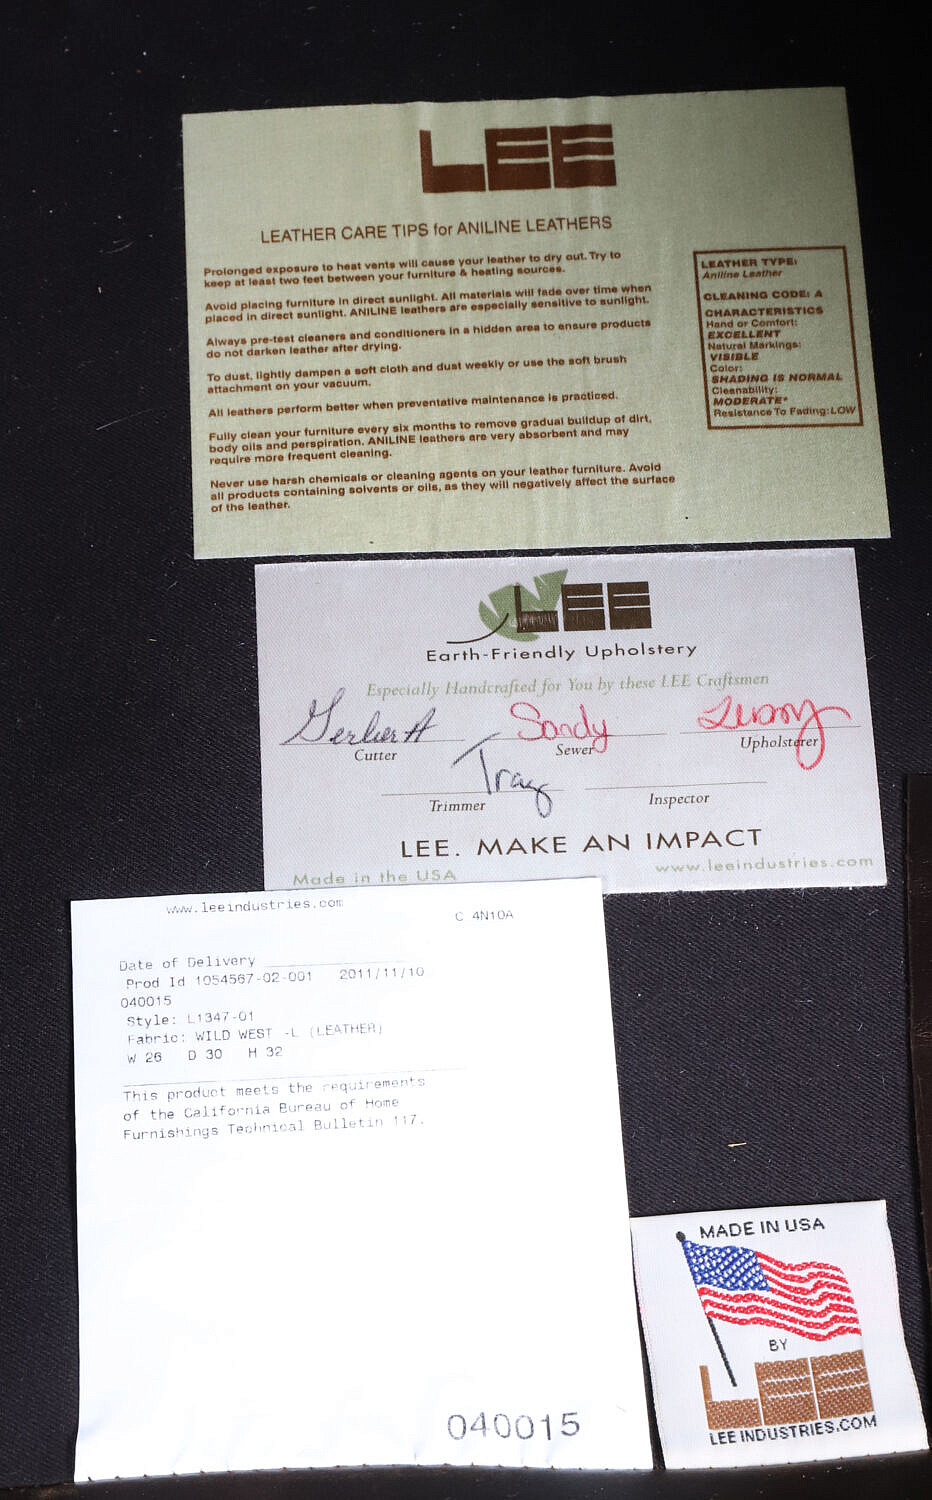 LEE
LEATHER CARE TIPS for ANILINE LEATHERS
Prolonged exposure to heat vents will cause your leather to dry out. Try to
keep at least two feet between your furniture & heating sources.
Avoid placing furniture in direct sunlight. All materials will fade over time when
placed in direct sunlight. ANILINE leathers are especially sensitive to sunlight.
Always pre-test cleaners and conditioners in a hidden area to ensure products
do not darken leather after drying.
To dust, lightly dampen a soft cloth and dust weekly or use the soft brush
attachment on your vacuum.
All leathers perform better when preventative maintenance is practiced.
Fully clean your furniture every six months to remove gradual buildup of dirt,
body oils and perspiration. ANILINE leathers are very absorbent and may
require more frequent cleaning.
Never use harsh chemicals or cleaning agents on your leather furniture. Avoid
all products containing solvents or oils, as they will negatively affect the surface
of the leather.
LEATHER TYPE:
Aniline Leather
CLEANING CODE: A
CHARACTERISTICS
Hand or Comfort:
EXCELLENT
Natural Markings:
VISIBLE
Color:
SHADING IS NORMAL
Cleanability:
MODERATE*
Resistance To Fading: LOW
LEE
Earth-Friendly Upholstery
Especially Handcrafted for You by these LEE Craftsmen
Sandy
Cutter Sewer Upholsterer
Tracy
Trimmer Inspector
LEE. MAKE AN IMPACT
Made in the USA www.leeindustries.com
www.leeindustries.com
C 4N10A
Date of Delivery
Prod Id 1054567-02-001 2011/11/10
040015
Style: L1347-01
Fabric: WILD WEST -L (LEATHER)
W 26 D 30 H 32
This product meets the requirements
of the California Bureau of Home
Furnishings Technical Bulletin 117.
040015
MADE IN USA
BY
LEE
LEE INDUSTRIES.COM